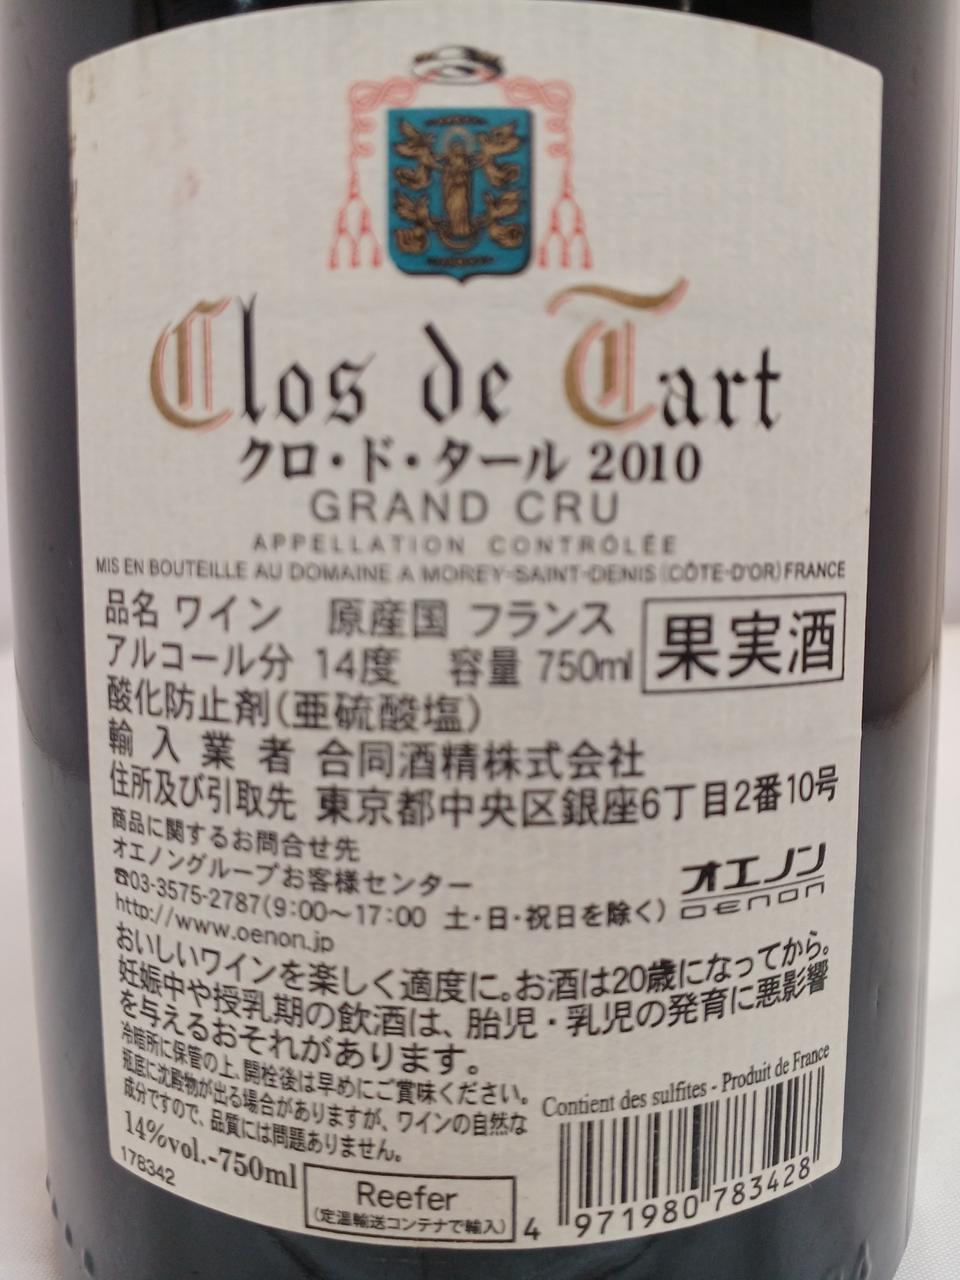 Clos de Tart
クロ・ド・タール 2010
GRAND CRU
APPELLATION CONTRÔLÉE
MIS EN BOUTEILLE AU DOMAINE A MOREY-SAINT-DENIS (CÔTE-D'OR) FRANCE
品名 ワイン 原産国 フランス
アルコール分 14度 容量 750ml
果実酒
酸化防止剤(亜硫酸塩)
輸入業者 合同酒精株式会社
住所及び引取先 東京都中央区銀座6丁目2番10号
商品に関するお問合せ先
オエノングループお客様センター
☎03-3575-2787(9:00〜17:00 土・日・祝日を除く)
http://www.oenon.jp
オエノン
OENON
おいしいワインを楽しく適度に。お酒は20歳になってから。
妊娠中や授乳期の飲酒は、胎児・乳児の発育に悪影響
を与えるおそれがあります。
冷暗所に保管の上、開栓後は早めにご賞味ください。
瓶底に沈殿物が出る場合がありますが、ワインの自然な
成分ですので、品質には問題ありません。
Contient des sulfites - Produit de France
14%vol.-750ml
178342
Reefer
(定温輸送コンテナで輸入)
4 971980 783428